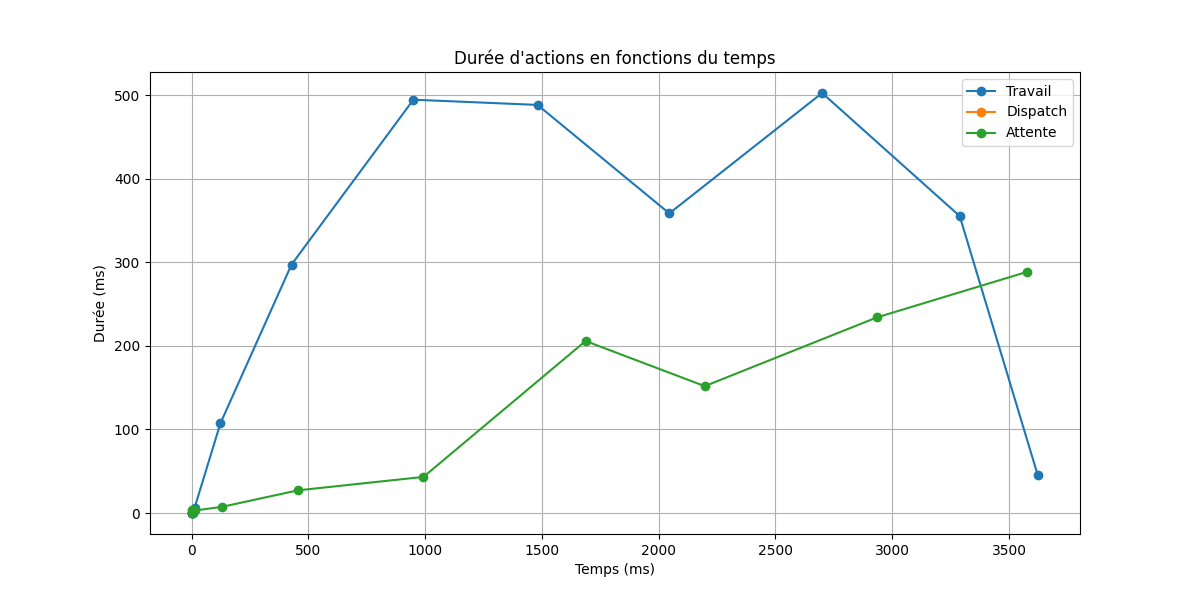 Durée d'actions en fonctions du temps
Travail
Dispatch
Attente
Durée (ms)
500
400
300
200
100
0
0 500 1000 1500 2000 2500 3000 3500
Temps (ms)